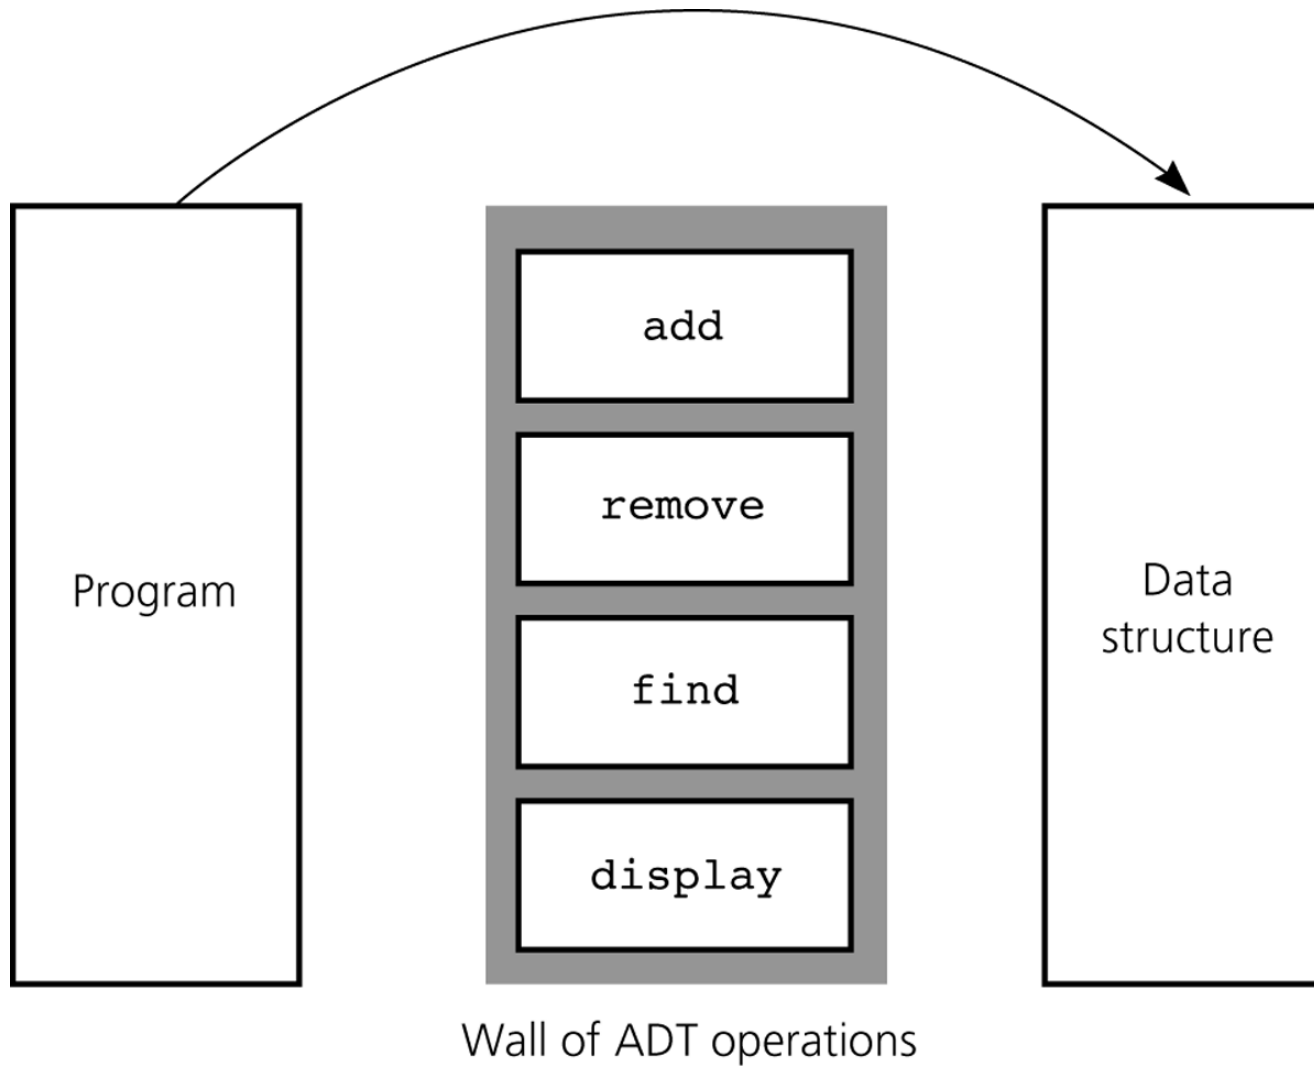 add
remove
Program
Data
structure
find
display
Wall of ADT operations